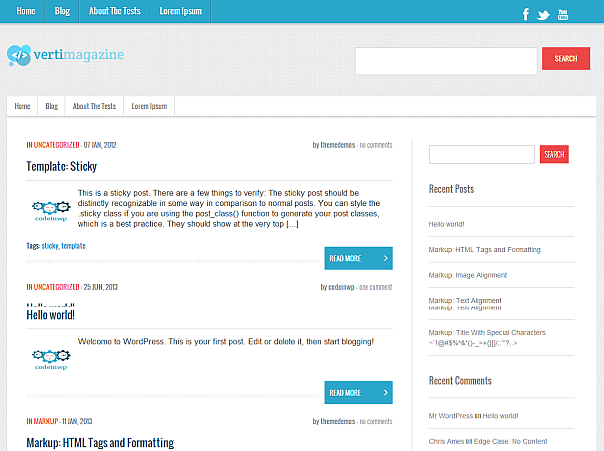 Home Blog About The Tests Lorem Ipsum
You Tube
</> vertimagazine
SEARCH
Home Blog About The Tests Lorem Ipsum
IN UNCATEGORIZED - 07 JAN, 2012 by themedemos - no comments
Template: Sticky
codeinwp
This is a sticky post. There are a few things to verify: The sticky post should be
distinctly recognizable in some way in comparison to normal posts. You can style the
.sticky class if you are using the post_class() function to generate your post classes,
which is a best practice. They should show at the very top [...]
Tags: sticky, template
READ MORE
IN UNCATEGORIZED - 25 JUN, 2013 by codeinwp - one comment
Hello world!
Hello world!
codeinwp
Welcome to WordPress. This is your first post. Edit or delete it, then start blogging!
READ MORE
IN MARKUP - 11 JAN, 2013 by themedemos - no comments
Markup: HTML Tags and Formatting
SEARCH
Recent Posts
Hello world!
Markup: HTML Tags and Formatting
Markup: Image Alignment
Markup: Text Alignment
Markup: Text Alignment
Markup: Title With Special Characters
~`!@#$%^&*()-_=+{}[]/;:'"?,.>
Recent Comments
Mr WordPress on Hello world!
Chris Ames on Edge Case: No Content